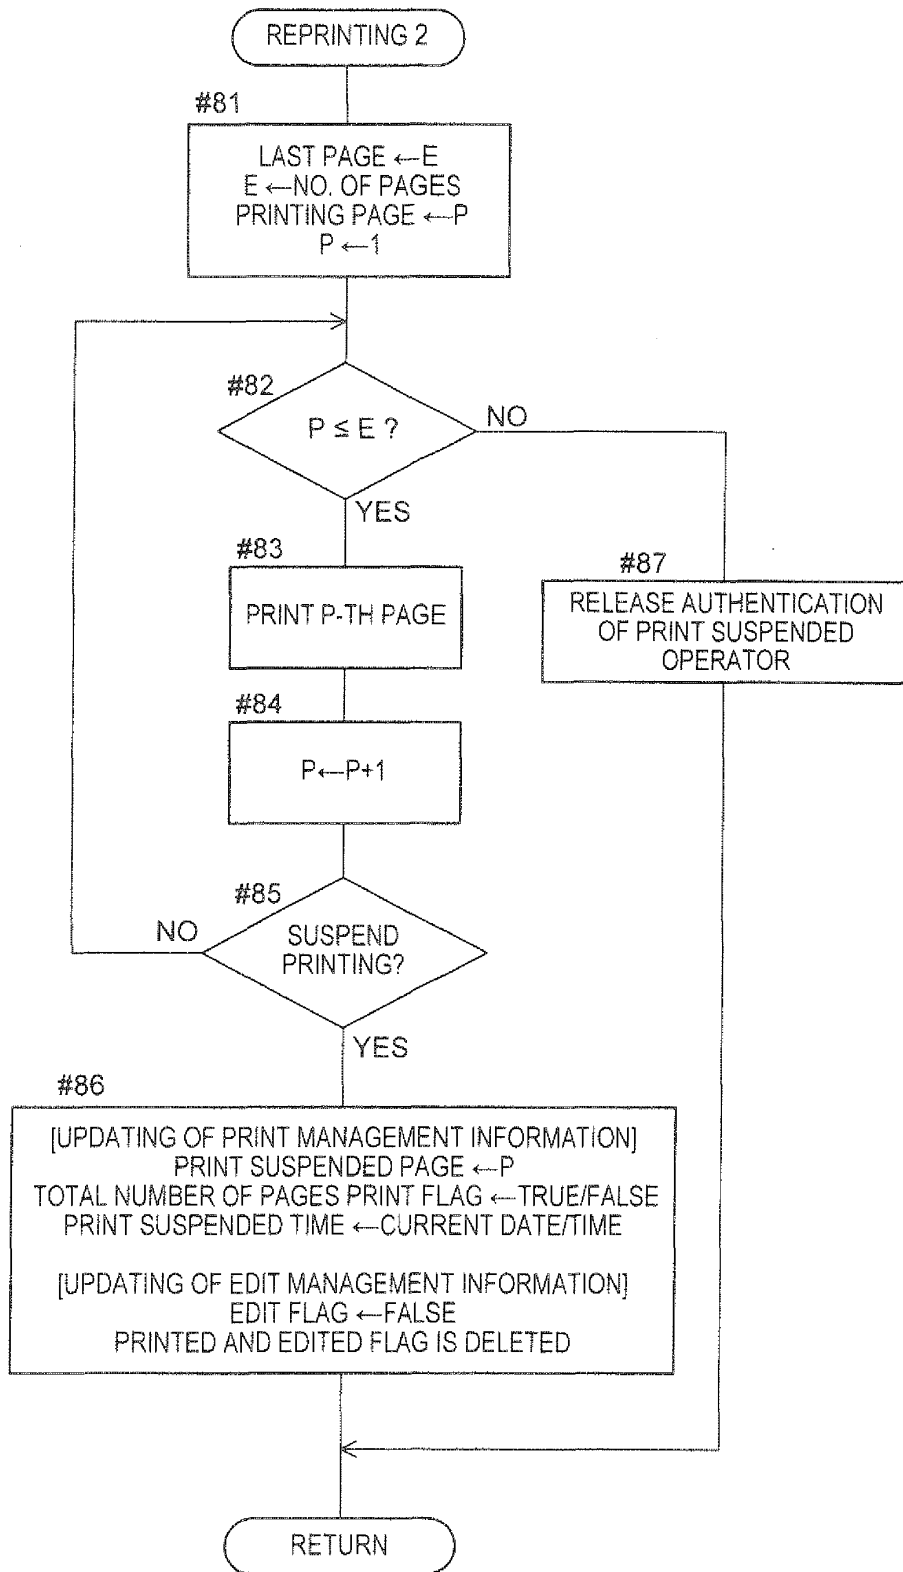 REPRINTING 2
#81
LAST PAGE ←E
E ←NO. OF PAGES
PRINTING PAGE ←P
P ←1
#82
P ≤ E ?
NO
YES
#83
PRINT P-TH PAGE
#87
RELEASE AUTHENTICATION
OF PRINT SUSPENDED
OPERATOR
#84
P←P+1
#85
SUSPEND
PRINTING?
NO
YES
#86
[UPDATING OF PRINT MANAGEMENT INFORMATION]
PRINT SUSPENDED PAGE ←P
TOTAL NUMBER OF PAGES PRINT FLAG ←TRUE/FALSE
PRINT SUSPENDED TIME ←CURRENT DATE/TIME
[UPDATING OF EDIT MANAGEMENT INFORMATION]
EDIT FLAG ←FALSE
PRINTED AND EDITED FLAG IS DELETED
RETURN